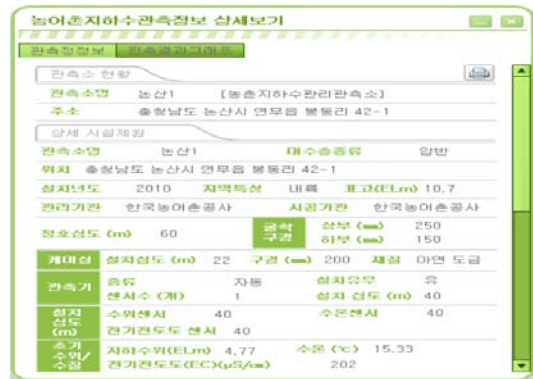 농어촌지하수관측정보 상세보기
관측정정보 관측결과그래프
관측소 현황
관측소명 논산1 [농촌지하수관리관측소]
주소 충청남도 논산시 연무읍 봉동리 42-1
상세 시설제원
관측소명 논산1 대수층종류 암반
위치 충청남도 논산시 연무읍 봉동리 42-1
설치년도 2010 지역특성 내륙 표고(ELm) 10.7
관리기관 한국농어촌공사 시공기관 한국농어촌공사
정호심도 (m) 60 굴착구경 상부 (mm) 250
하부 (mm) 150
케이싱 설치심도 (m) 22 구경 (mm) 200 재질 아연 도금
관측기 종류 자동 설치유무 유
센서수 (개) 1 설치 심도 (m) 40
설치심도 (m) 수위센서 40 수온센서 40
전기전도도 센서 40
초기수위/수질 지하수위(ELm) 4.77 수온 (℃) 15.33
전기전도도(EC)(μS/㎝) 202